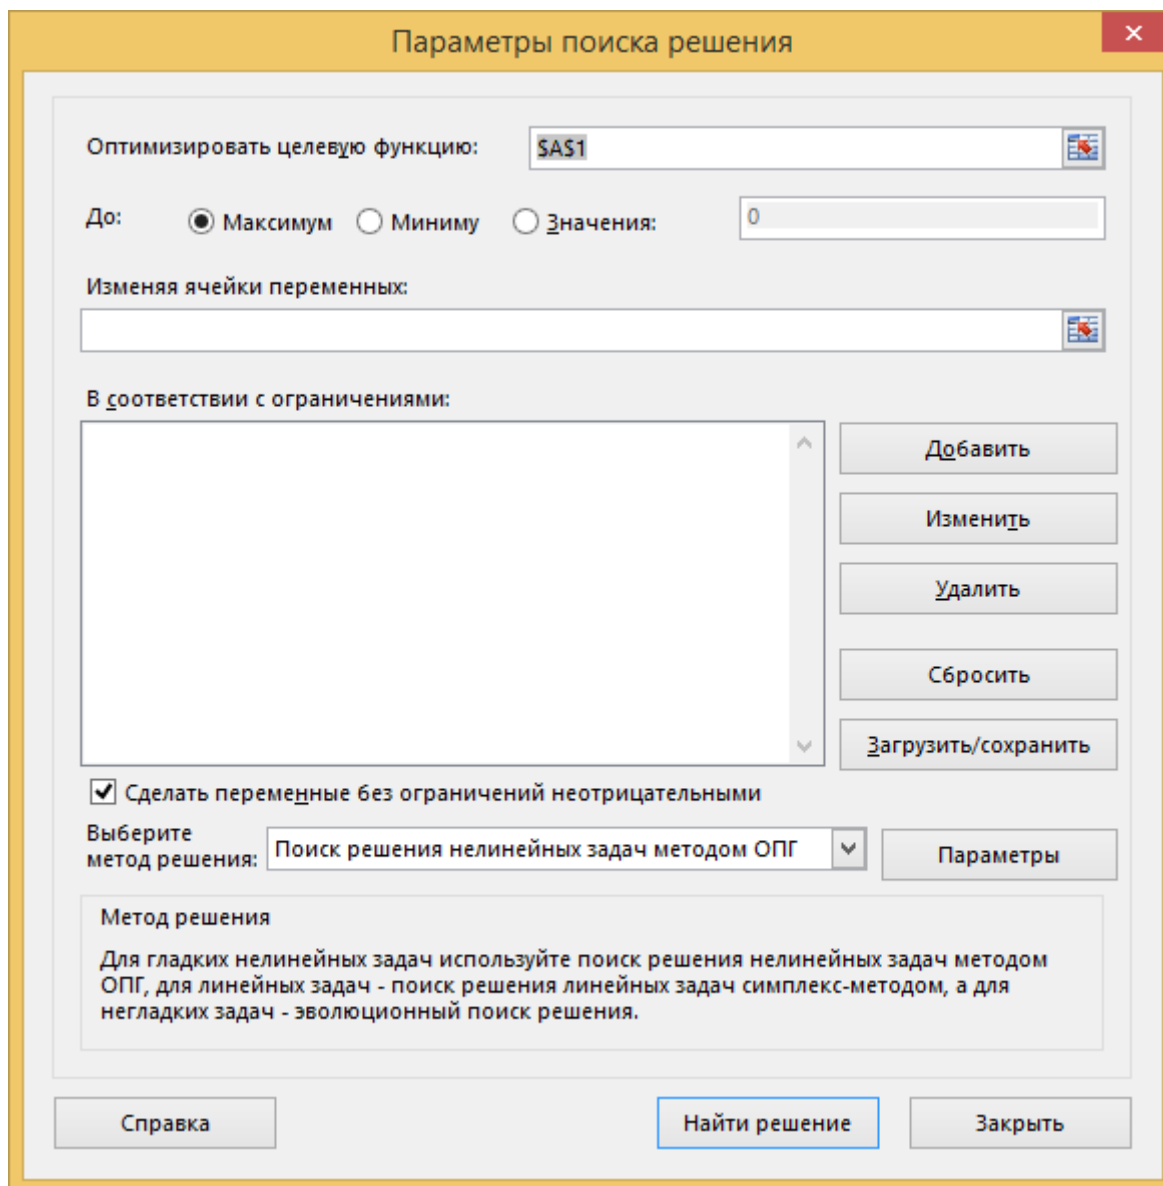 Параметры поиска решения
Оптимизировать целевую функцию:
$A$1
До:
Максимум
Миниму
Значения:
0
Изменяя ячейки переменных:
В соответствии с ограничениями:
Добавить
Изменить
Удалить
Сбросить
Загрузить/сохранить
Сделать переменные без ограничений неотрицательными
Выберите
метод решения:
Поиск решения нелинейных задач методом ОПГ
Параметры
Метод решения
Для гладких нелинейных задач используйте поиск решения нелинейных задач методом
ОПГ, для линейных задач - поиск решения линейных задач симплекс-методом, а для
негладких задач - эволюционный поиск решения.
Справка
Найти решение
Закрыть